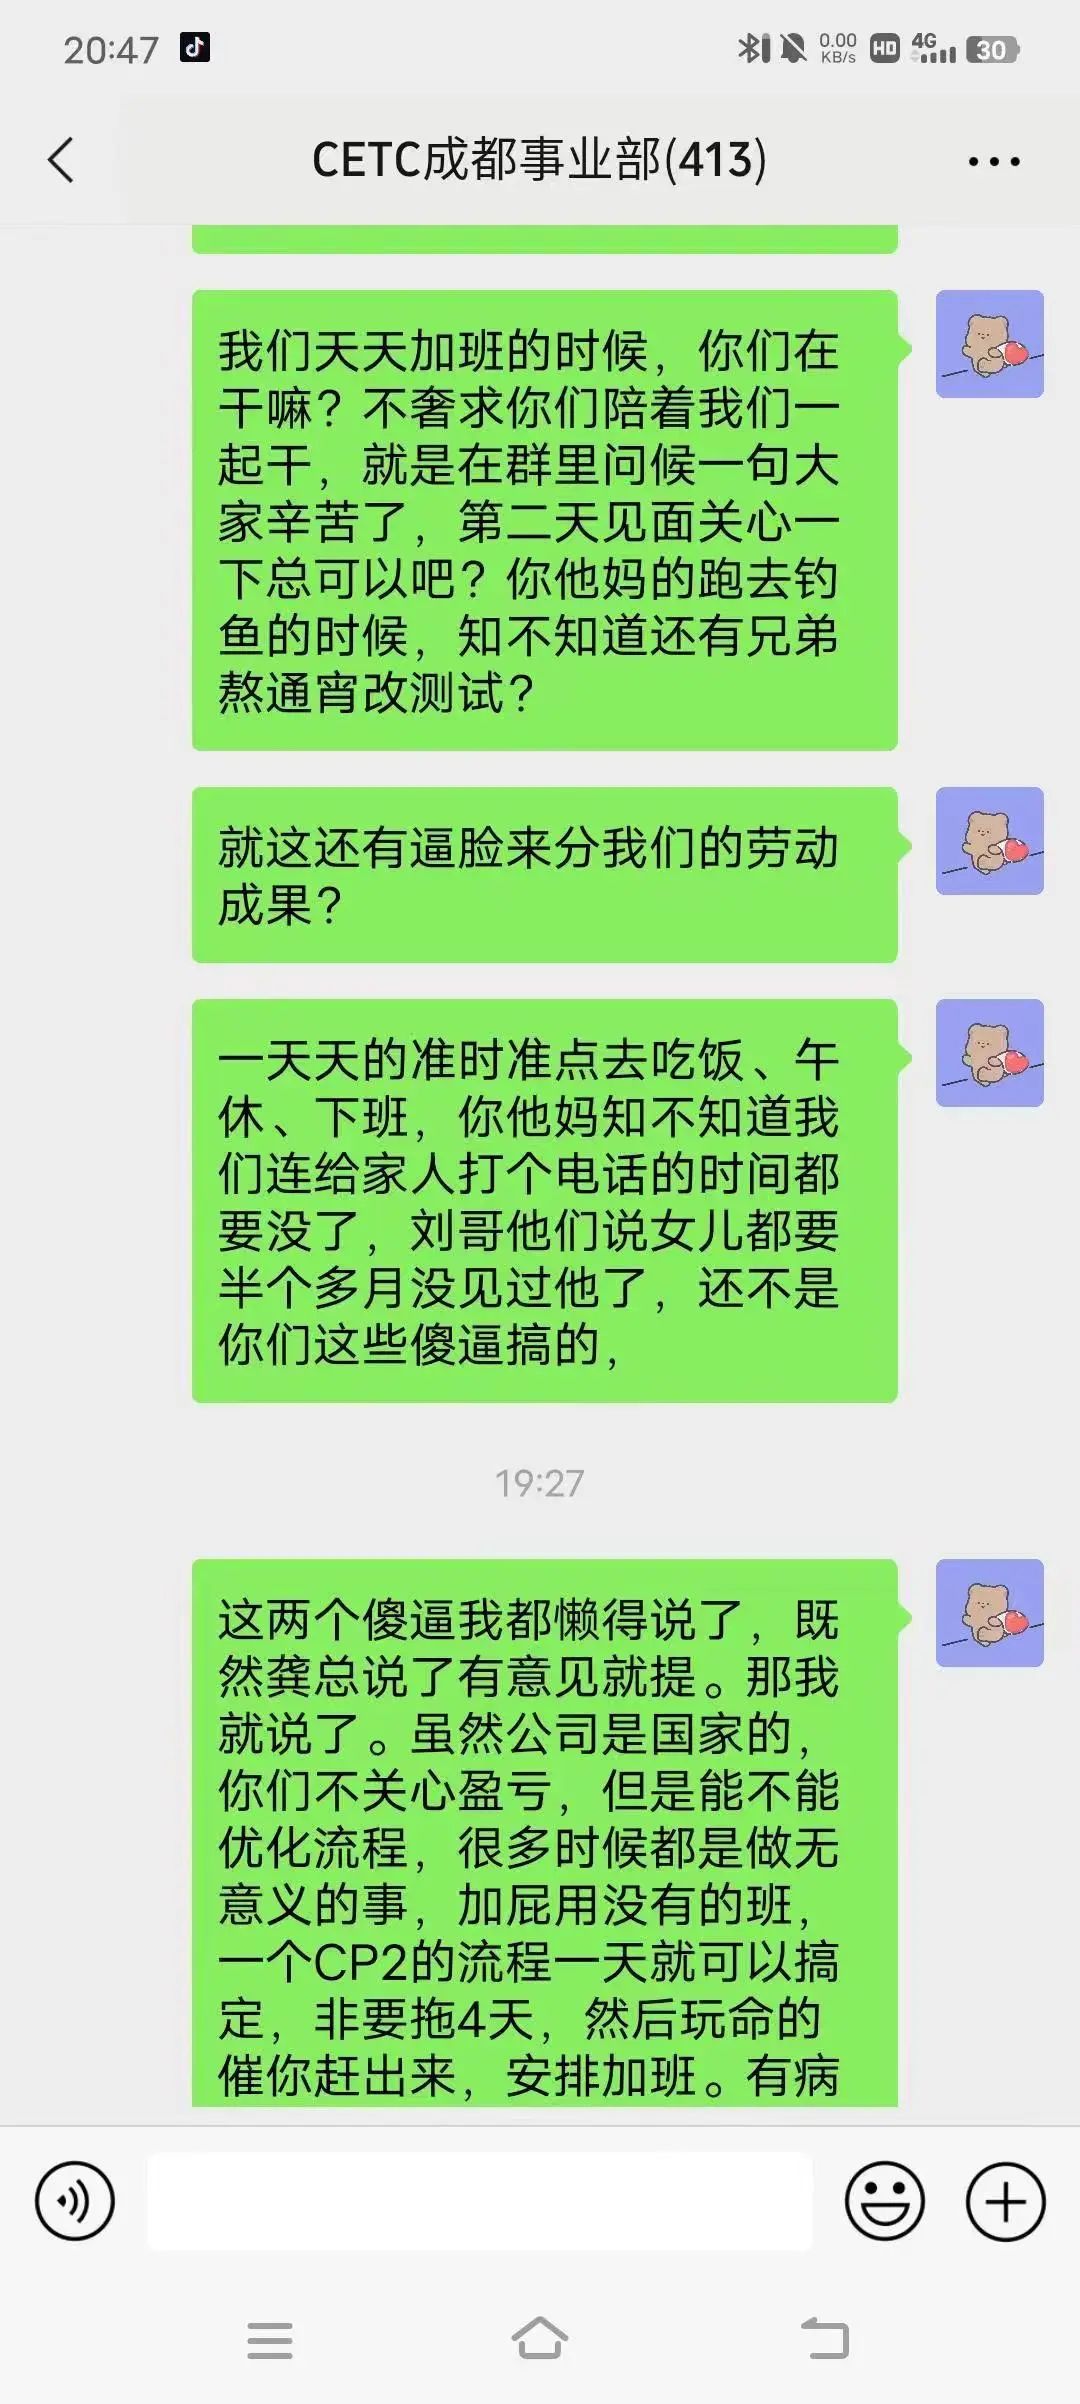 20:47
0.00
KB/s
HD
4G
30
CETC成都事业部(413)
我们天天加班的时候，你们在
干嘛？不奢求你们陪着我们一
起干，就是在群里问候一句大
家辛苦了，第二天见面关心一
下总可以吧？你他妈的跑去钓
鱼的时候，知不知道还有兄弟
熬通宵改测试？
就这还有逼脸来分我们的劳动
成果？
一天天的准时准点去吃饭、午
休、下班，你他妈知不知道我
们连给家人打个电话的时间都
要没了，刘哥他们说女儿都要
半个多月没见过他了，还不是
你们这些傻逼搞的，
19:27
这两个傻逼我都懒得说了，既
然龚总说了有意见就提。那我
就说了。虽然公司是国家的，
你们不关心盈亏，但是能不能
优化流程，很多时候都是做无
意义的事，加屁用没有的班，
一个CP2的流程一天就可以搞
定，非要拖4天，然后玩命的
催你赶出来，安排加班。有病